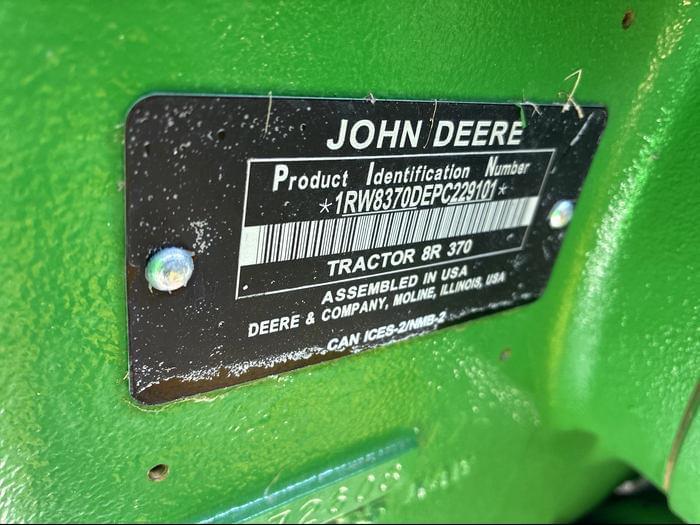 JOHN DEERE
Product Identification Number
*1RW8370DEPC229101*
TRACTOR 8R 370
ASSEMBLED IN USA
DEERE & COMPANY, MOLINE, ILLINOIS, USA
CAN ICES-2/NMB-2